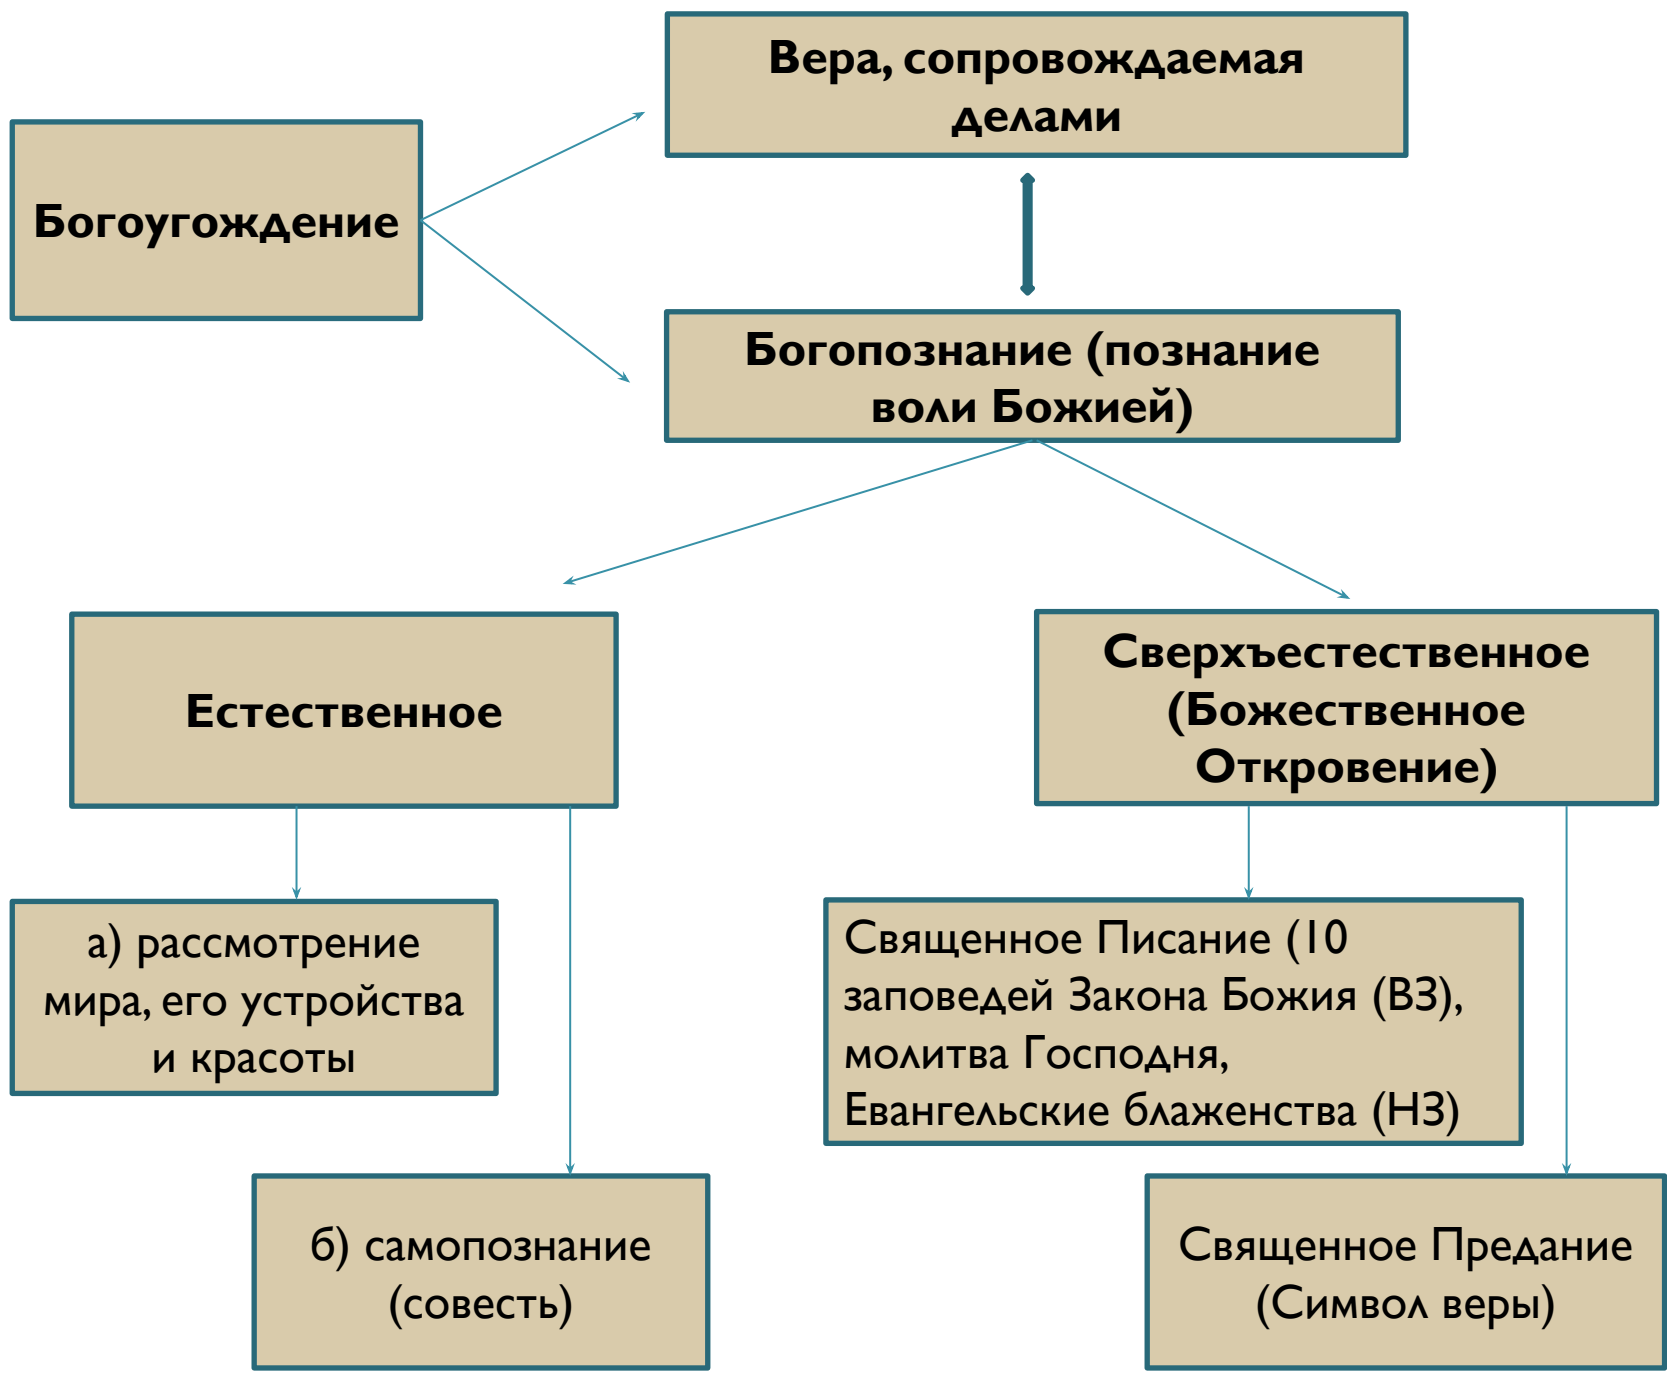 Вера, сопровождаемая
делами
Богоугождение
Богопознание (познание
воли Божией)
Естественное
Сверхъестественное
(Божественное
Откровение)
а) рассмотрение
мира, его устройства
и красоты
Священное Писание (10
заповедей Закона Божия (ВЗ),
молитва Господня,
Евангельские блаженства (НЗ)
б) самопознание
(совесть)
Священное Предание
(Символ веры)